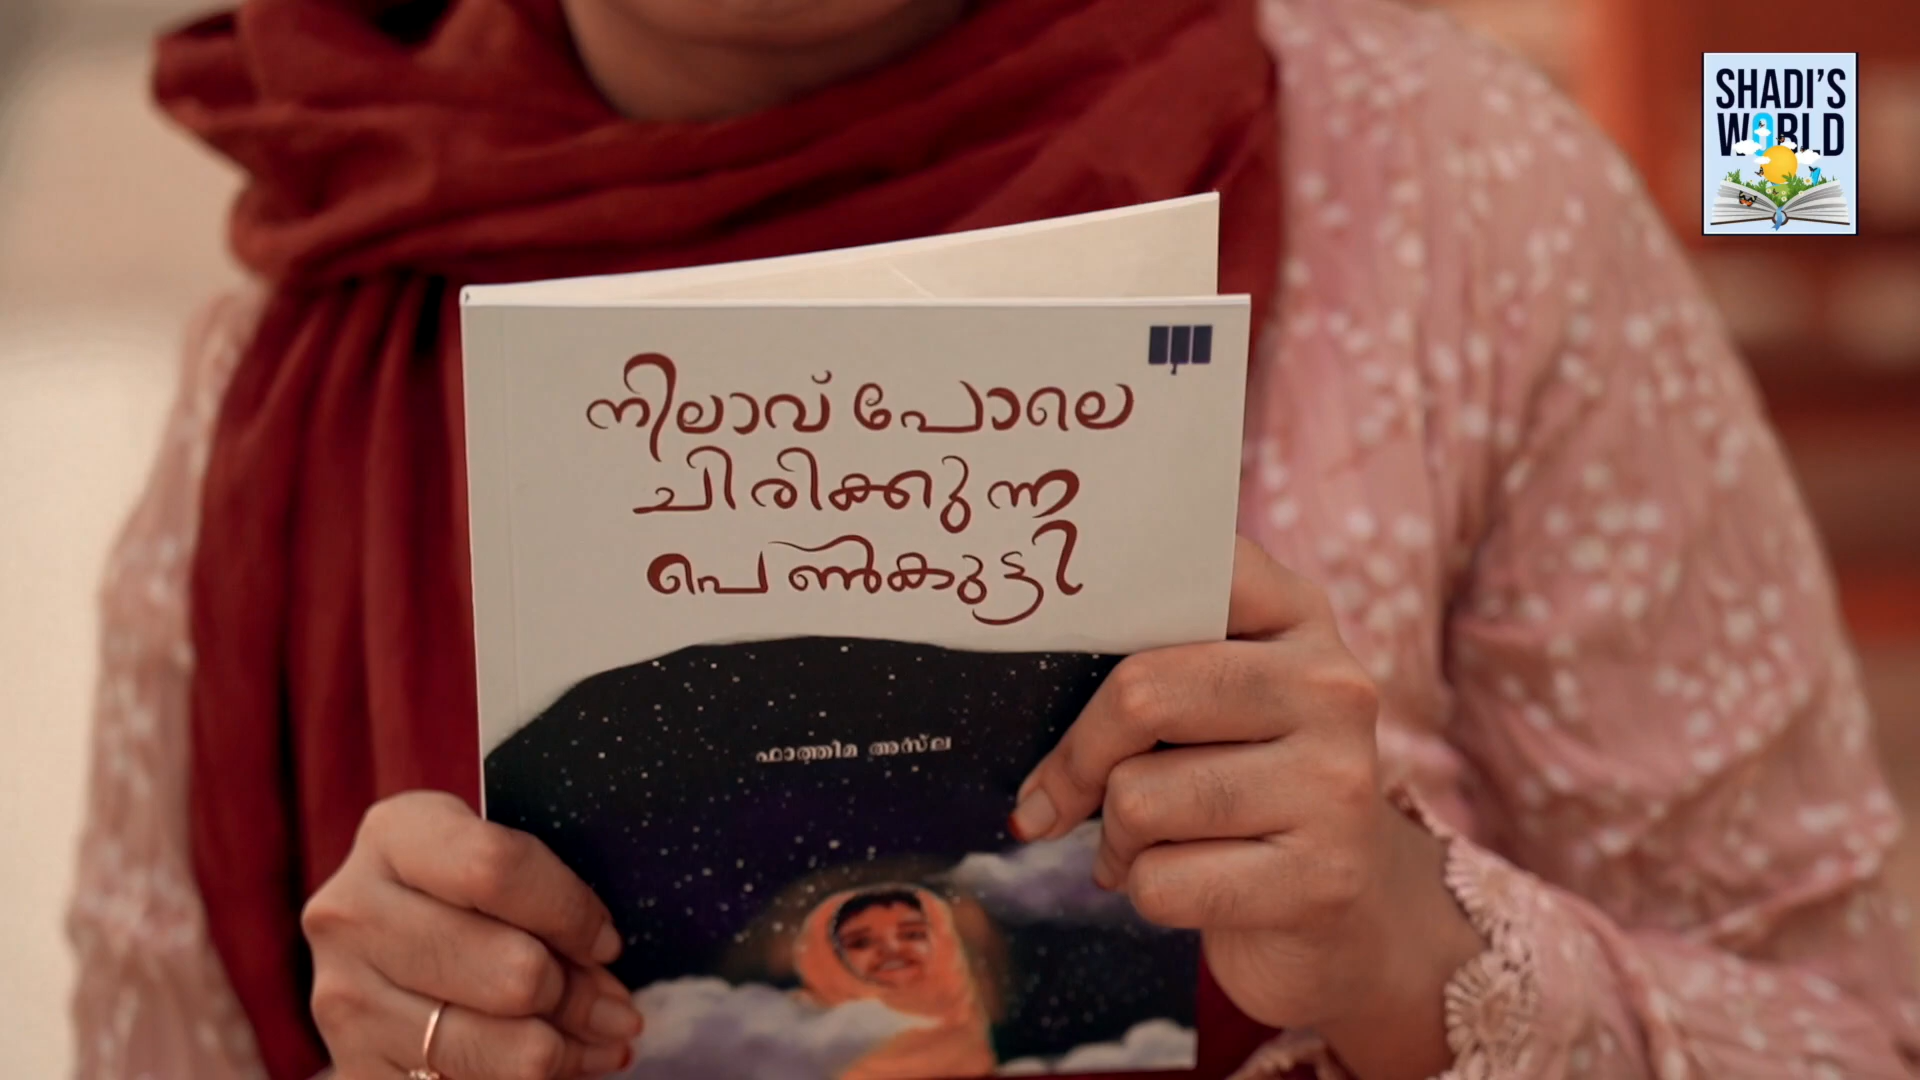 SHADI'S
WORLD
നിലാവ് പോലെ
ചിരിക്കുന്ന
പെൺകുട്ടി
ഫാത്തിമ അസ്‌ല